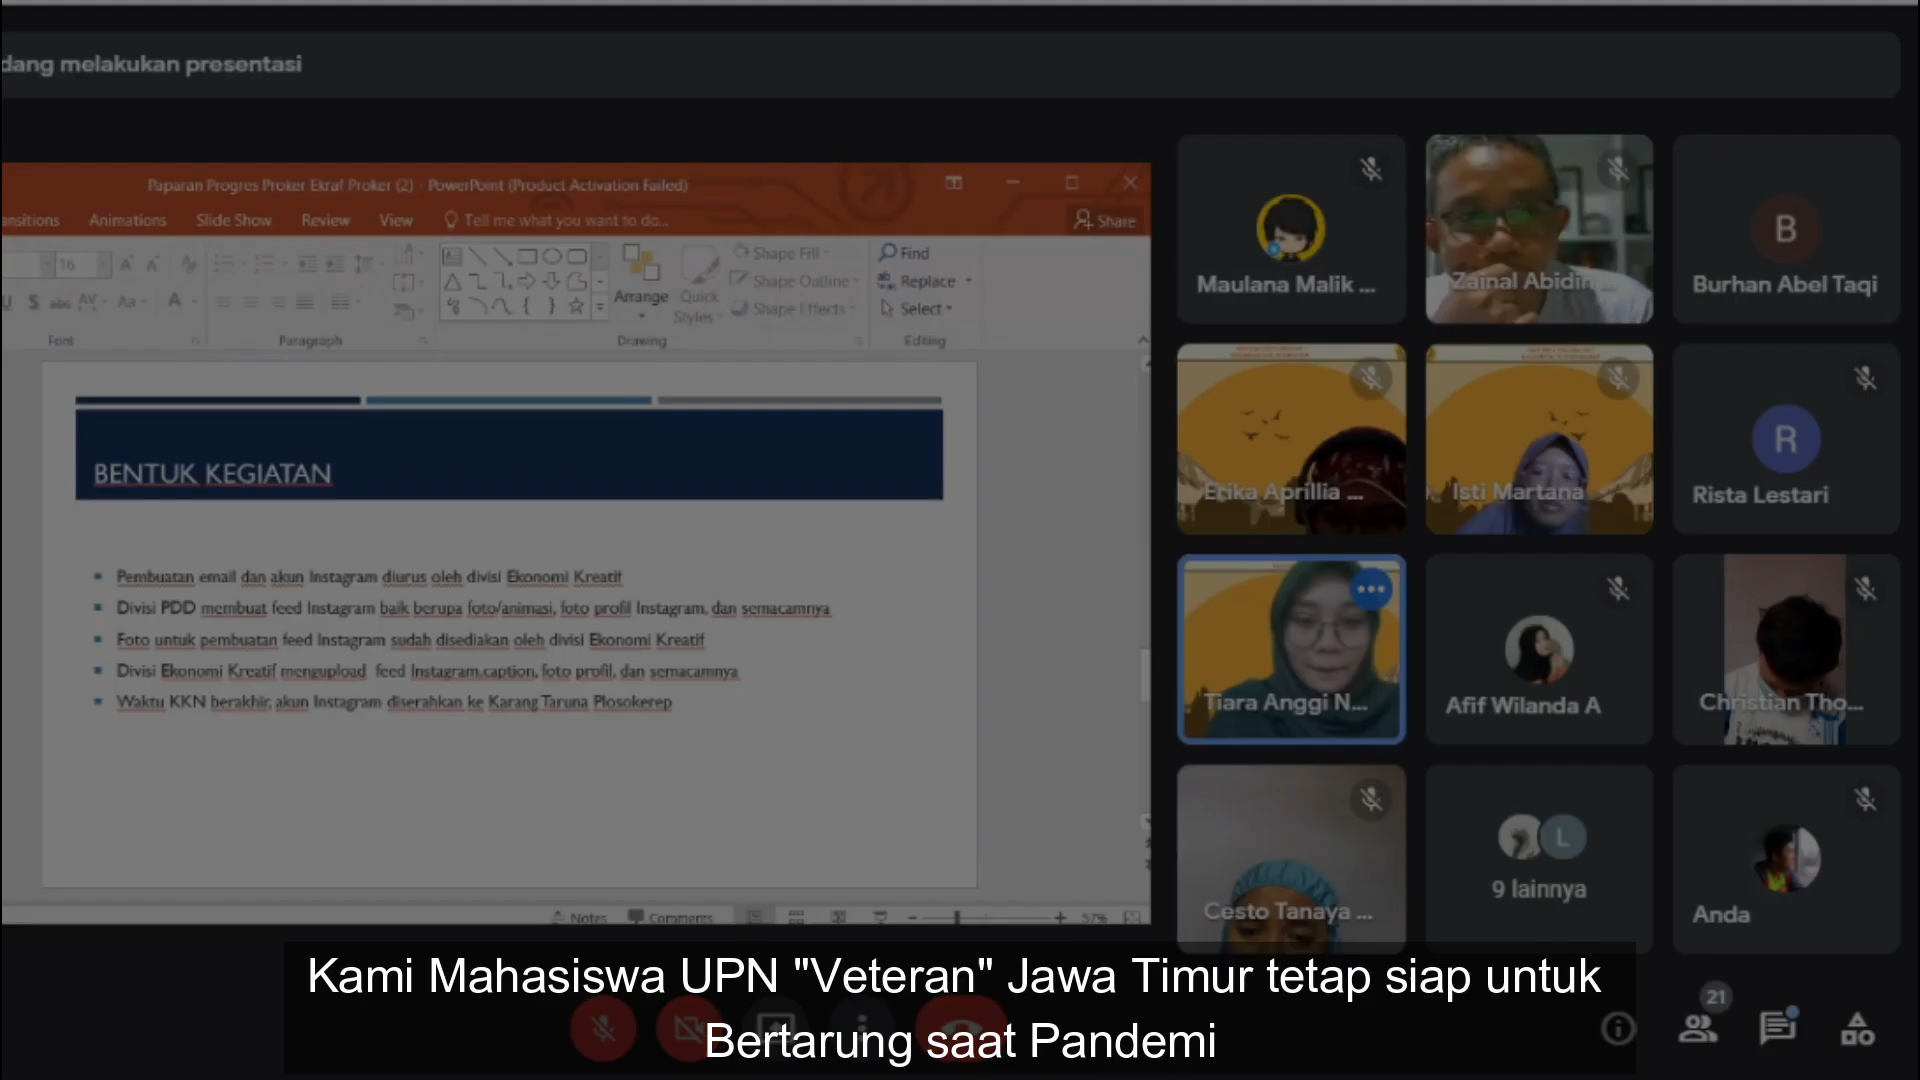 dang melakukan presentasi
Paparan Progres Proker Ekraf Proker (2) - PowerPoint (Product Activation Failed)
ansitions Animations Slide Show Review View Tell me what you want to do... Share
16
Shape Fill
Shape Outline
Shape Effects
Arrange
Quick
Styles
Find
Replace
Select
Font Paragraph Drawing Editing
BENTUK KEGIATAN
Pembuatan email dan akun Instagram diurus oleh divisi Ekonomi Kreatif
Divisi PDD membuat feed Instagram baik berupa foto/animasi, foto profil Instagram, dan semacamnya
Foto untuk pembuatan feed Instagram sudah disediakan oleh divisi Ekonomi Kreatif
Divisi Ekonomi Kreatif mengupload feed Instagram,caption, foto profil, dan semacamnya
Waktu KKN berakhir, akun Instagram diserahkan ke Karang Taruna Plosokerep
Notes Comments 57%
Maulana Malik ...
Zainal Abidin ...
B
Burhan Abel Taqi
Erika Aprillia ...
Isti Martana
R
Rista Lestari
Tiara Anggi N...
Afif Wilanda A
Christian Tho...
Cesto Tanaya ...
L
9 lainnya
Anda
21
Kami Mahasiswa UPN "Veteran" Jawa Timur tetap siap untuk
Bertarung saat Pandemi